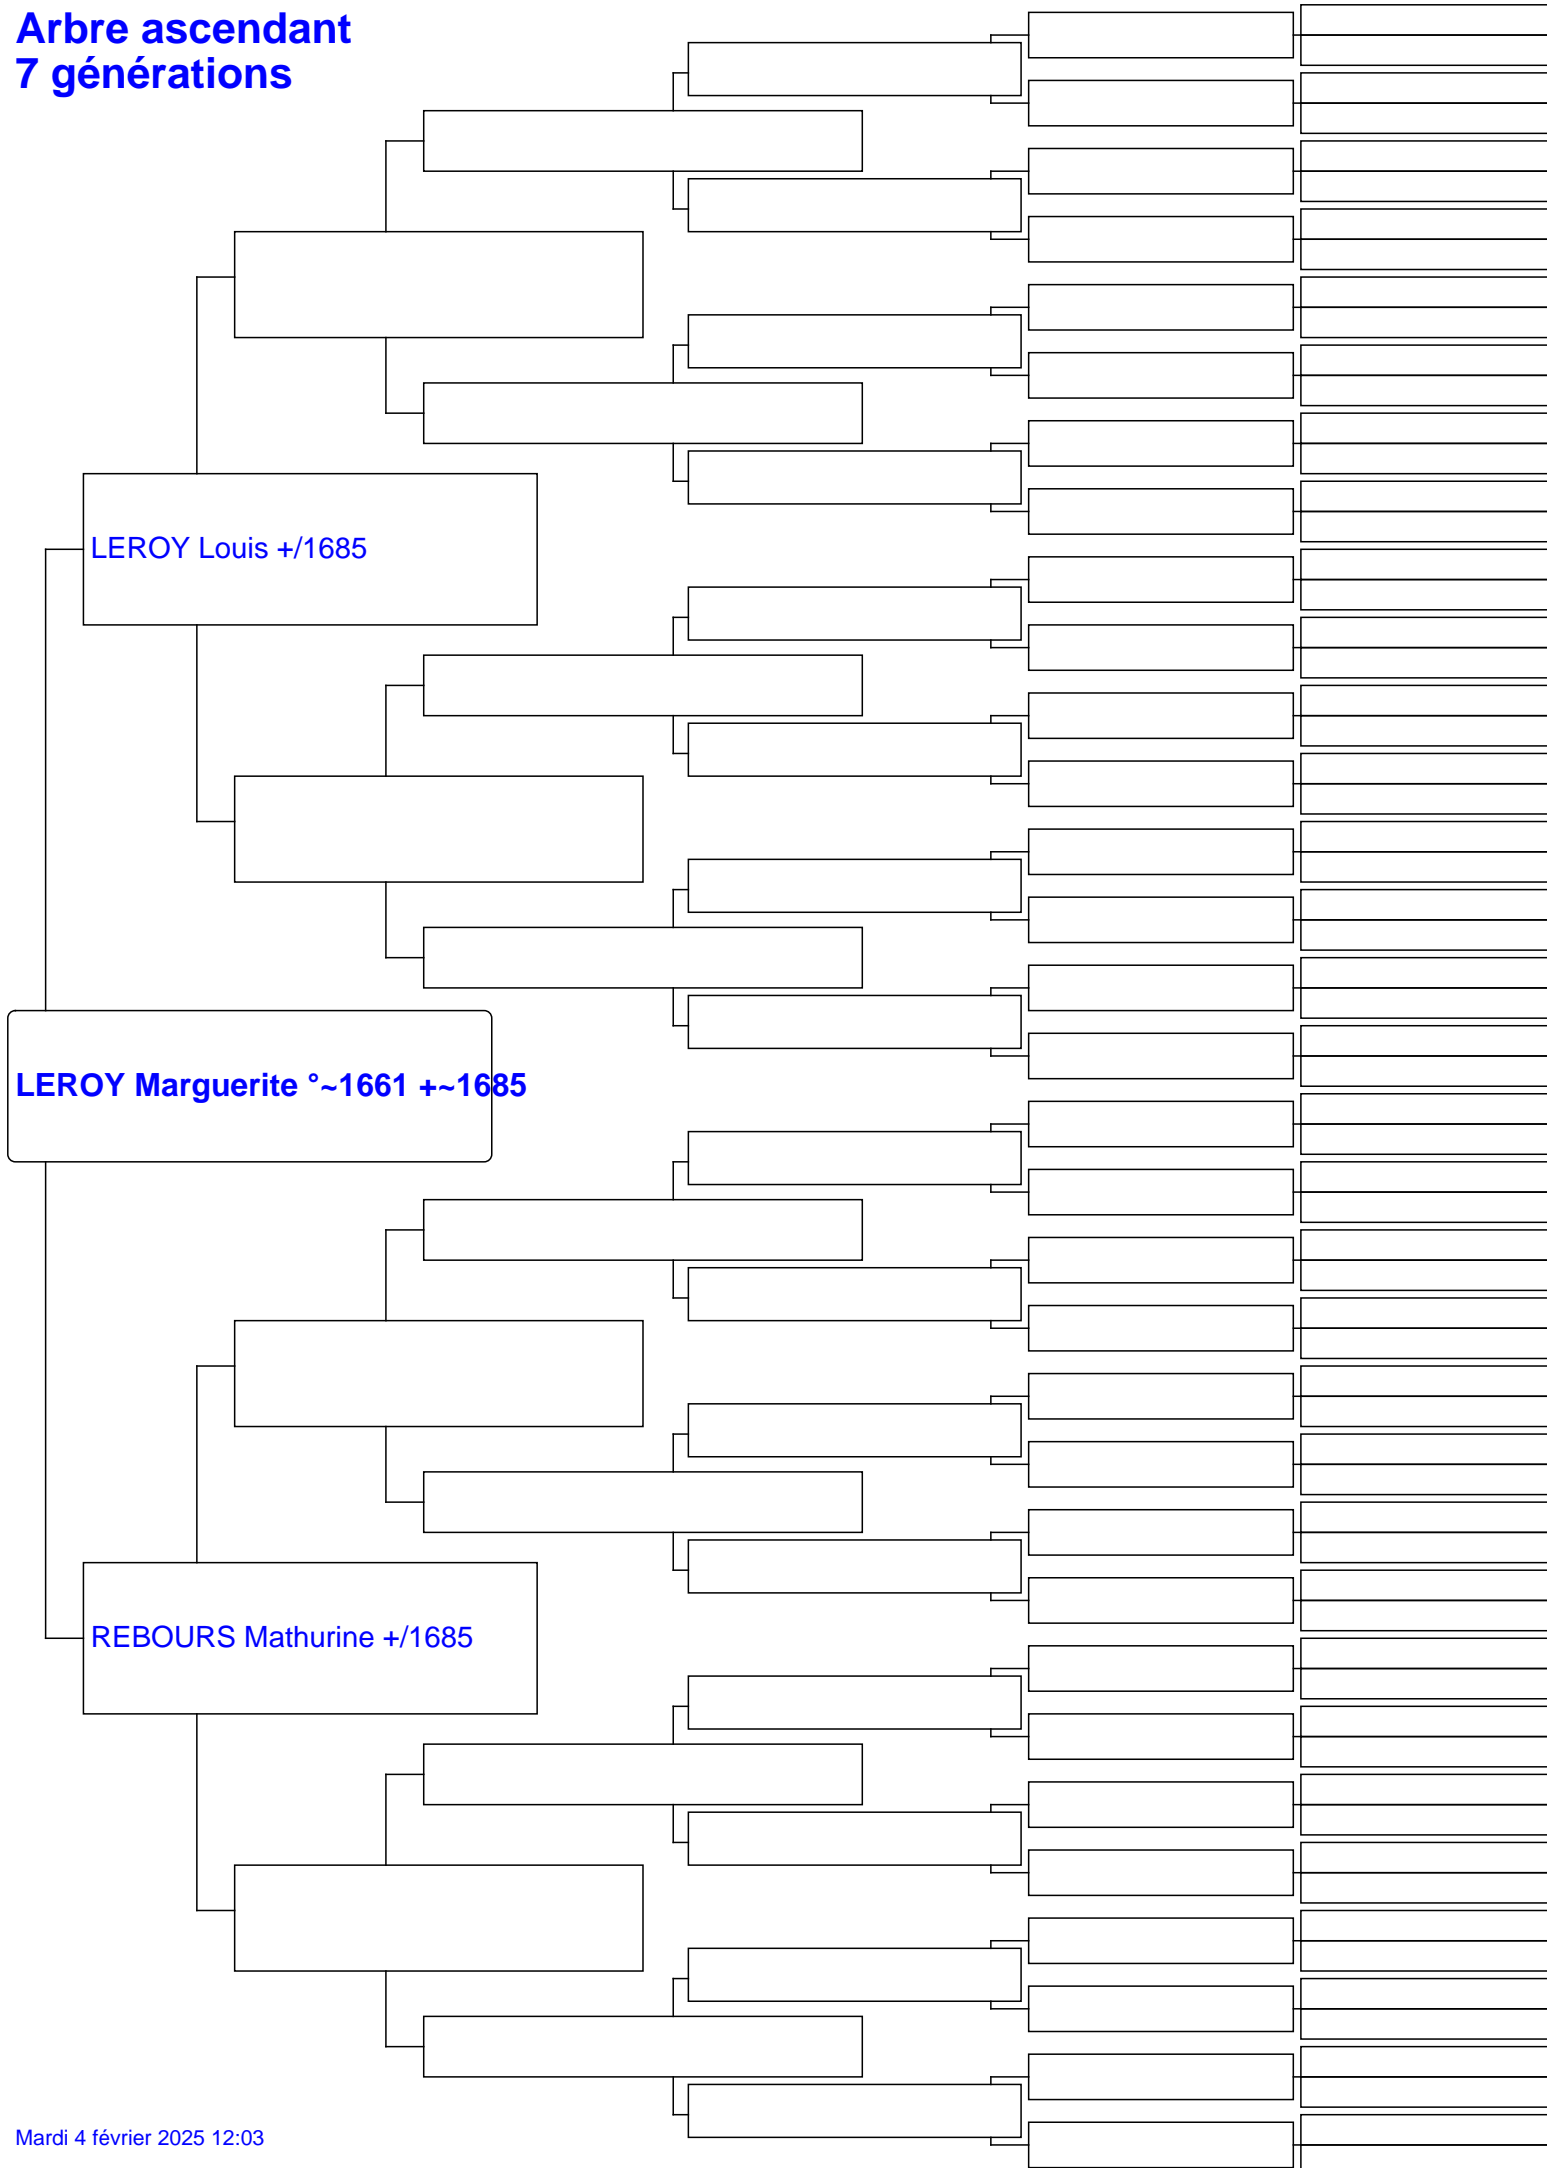 Arbre ascendant
7 générations
LEROY Louis +/1685
LEROY Marguerite °~1661 +~1685
REBOURS Mathurine +/1685
Mardi 4 février 2025 12:03